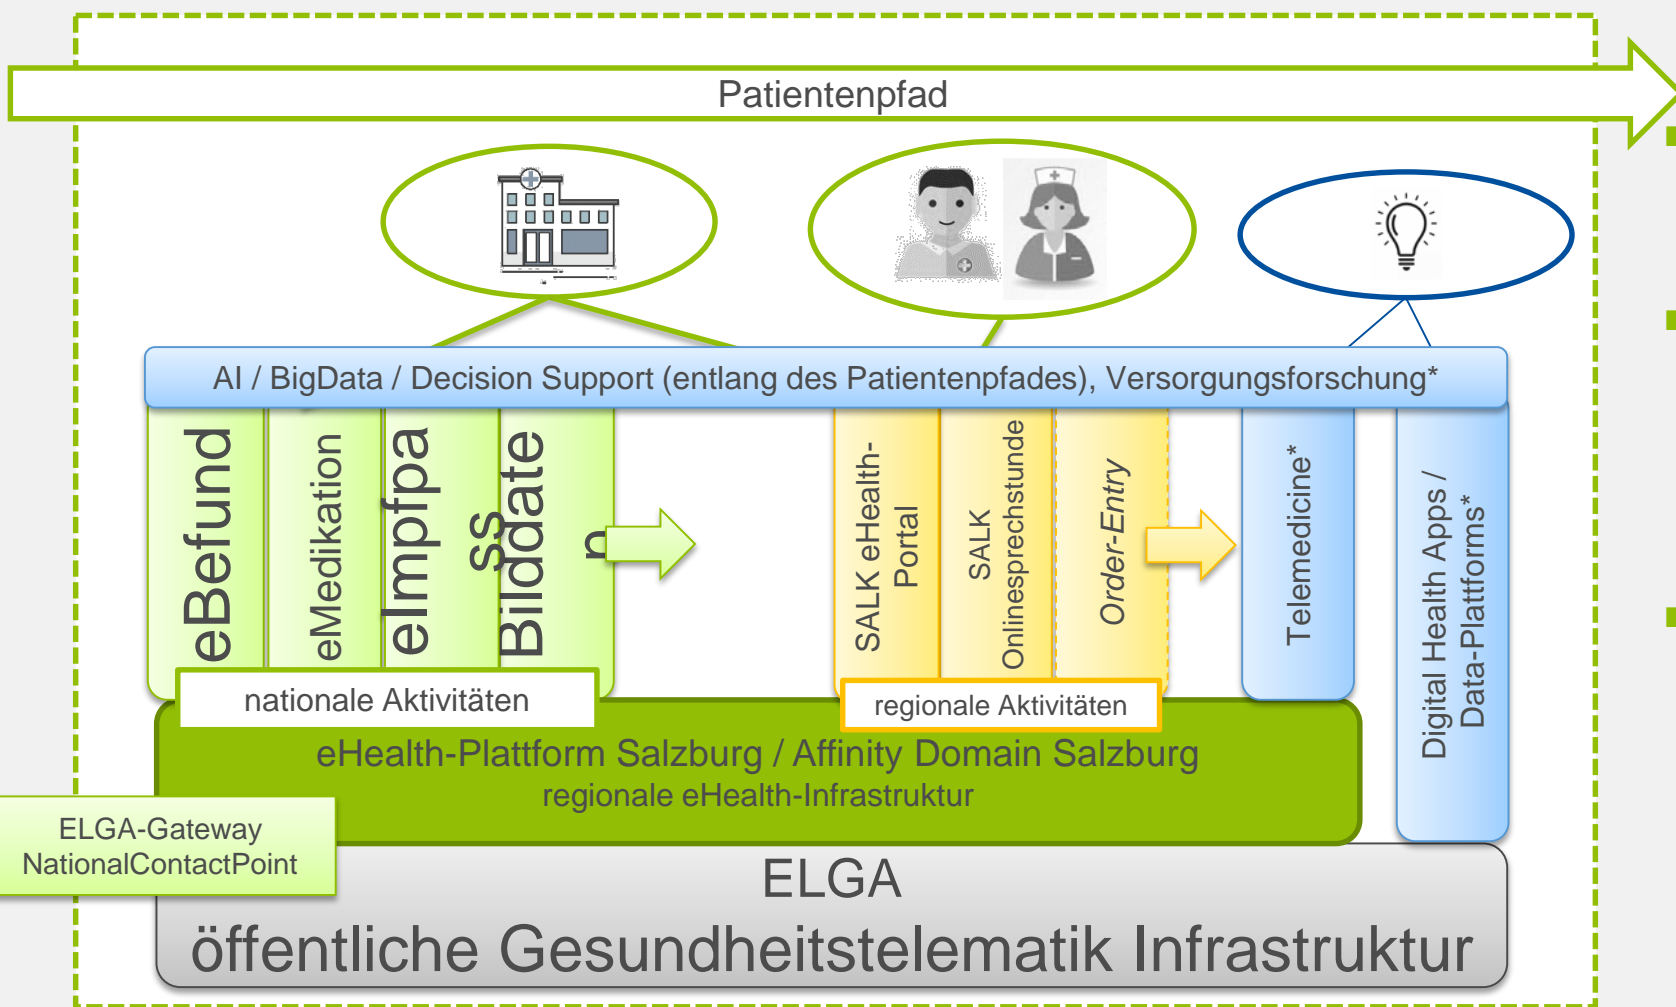 Patientenpfad
AI / BigData / Decision Support (entlang des Patientenpfades), Versorgungsforschung*
eBefund
eMedikation
eImpfpa
ss
Bilddate
n
SALK eHealth-
Portal
SALK
Onlinesprechstunde
Order-Entry
Telemedicine*
Digital Health Apps /
Data-Plattforms*
nationale Aktivitäten
regionale Aktivitäten
eHealth-Plattform Salzburg / Affinity Domain Salzburg
regionale eHealth-Infrastruktur
ELGA-Gateway
NationalContactPoint
ELGA
öffentliche Gesundheitstelematik Infrastruktur